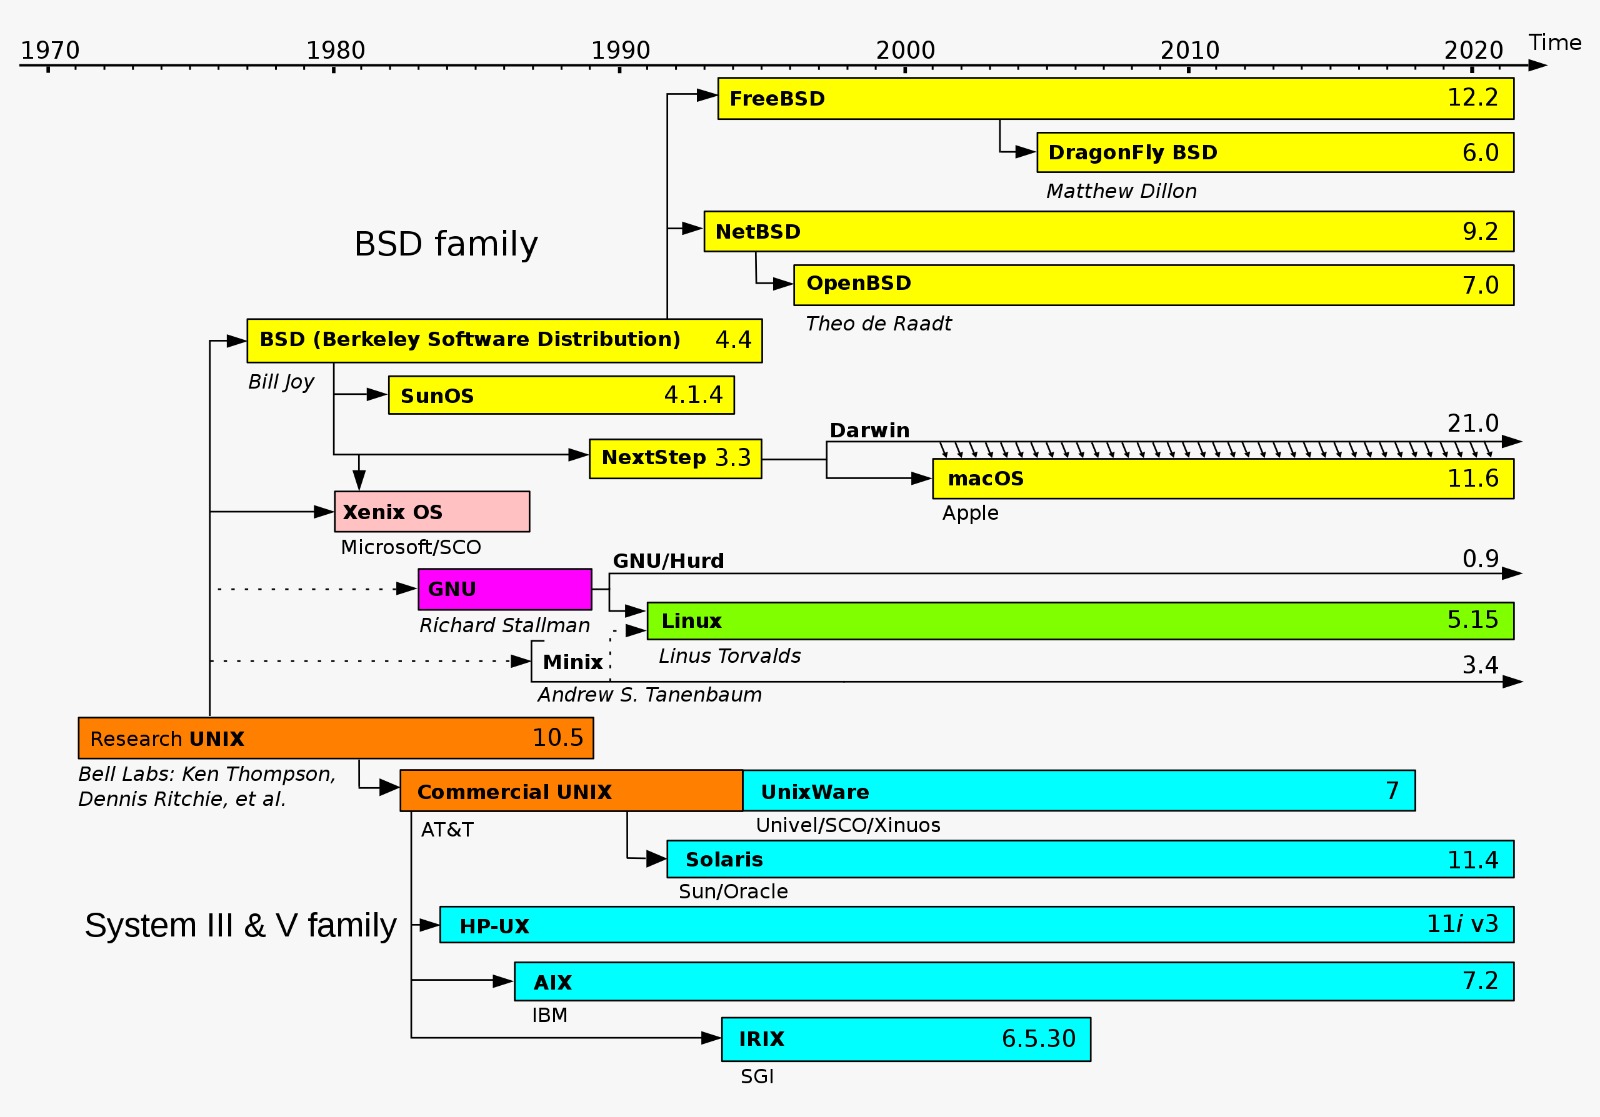 1970 1980 1990 2000 2010 2020 Time
FreeBSD 12.2
DragonFly BSD 6.0
Matthew Dillon
NetBSD 9.2
BSD family
OpenBSD 7.0
Theo de Raadt
BSD (Berkeley Software Distribution) 4.4
Bill Joy
SunOS 4.1.4
Darwin 21.0
NextStep 3.3
macOS 11.6
Apple
Xenix OS
Microsoft/SCO
GNU/Hurd 0.9
GNU
Richard Stallman
Linux 5.15
Linus Torvalds
Minix 3.4
Andrew S. Tanenbaum
Research UNIX 10.5
Bell Labs: Ken Thompson,
Dennis Ritchie, et al.
Commercial UNIX UnixWare 7
AT&T
Univel/SCO/Xinuos
Solaris 11.4
Sun/Oracle
System III & V family
HP-UX 11i v3
AIX 7.2
IBM
IRIX 6.5.30
SGI